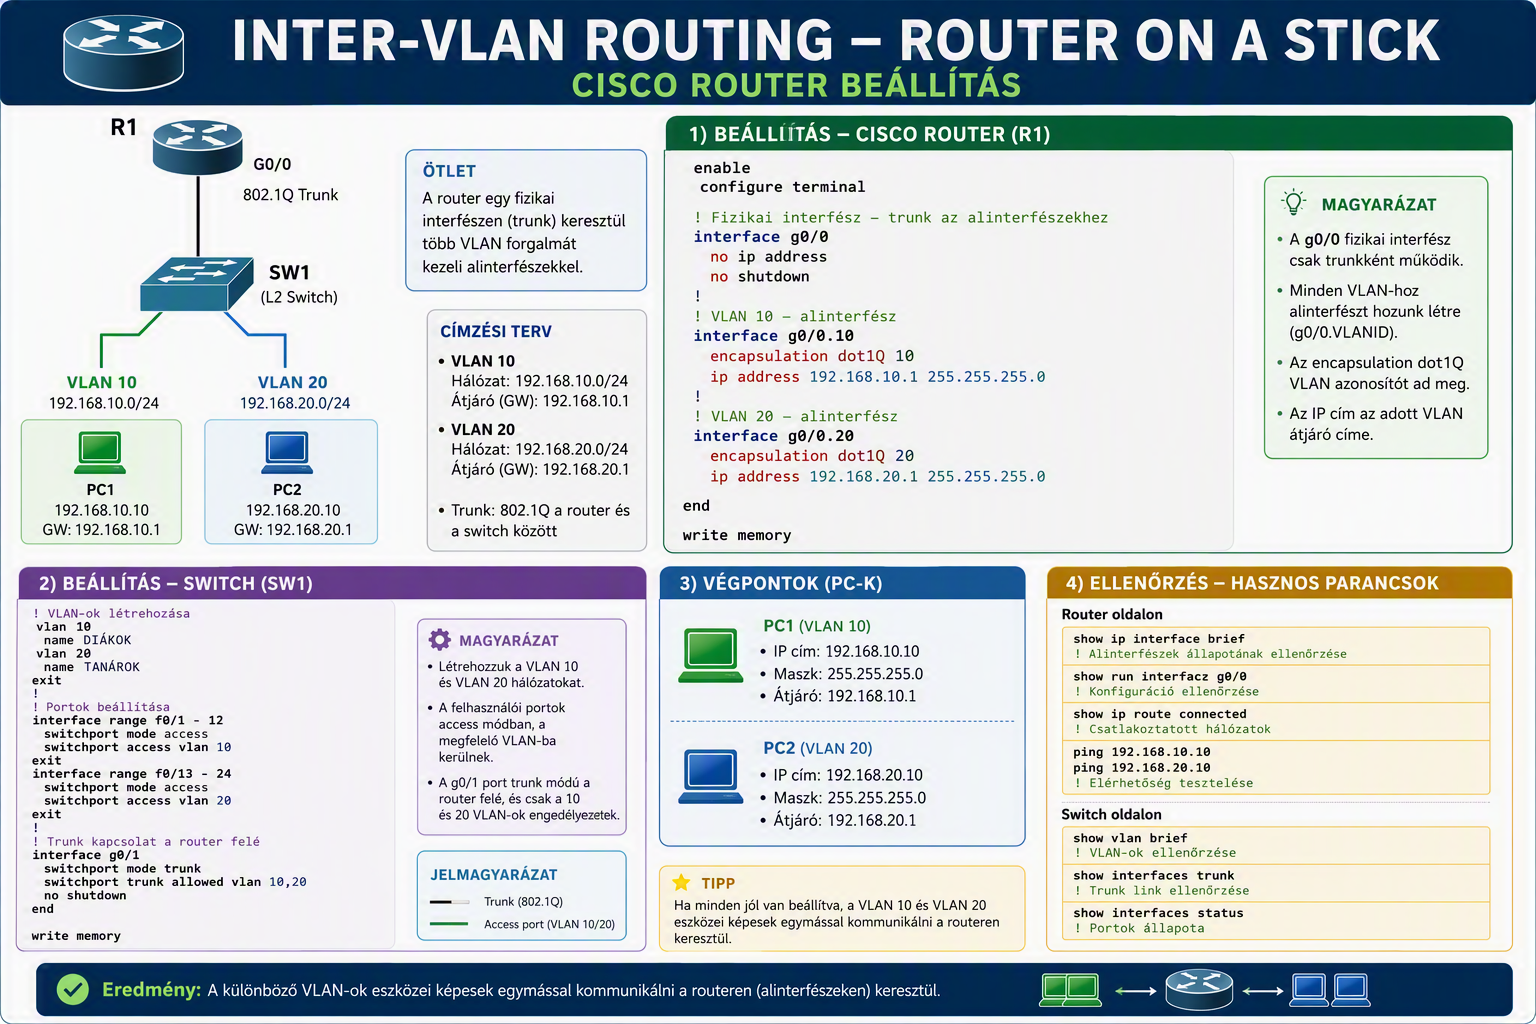 INTER-VLAN ROUTING – ROUTER ON A STICK
CISCO ROUTER BEÁLLÍTÁS
R1
G0/0
802.1Q Trunk
SW1
(L2 Switch)
VLAN 10
192.168.10.0/24
VLAN 20
192.168.20.0/24
PC1
192.168.10.10
GW: 192.168.10.1
PC2
192.168.20.10
GW: 192.168.20.1
ÖTLET
A router egy fizikai
interfészen (trunk) keresztül
több VLAN forgalmát
kezeli alinterfészekkel.
CÍMZÉSI TERV
• VLAN 10
Hálózat: 192.168.10.0/24
Átjáró (GW): 192.168.10.1
• VLAN 20
Hálózat: 192.168.20.0/24
Átjáró (GW): 192.168.20.1
• Trunk: 802.1Q a router és
a switch között
1) BEÁLLÍÍTÁS – CISCO ROUTER (R1)
enable
configure terminal
! Fizikai interfész – trunk az alinterfészekhez
interface g0/0
no ip address
no shutdown
!
! VLAN 10 – alinterfész
interface g0/0.10
encapsulation dot1Q 10
ip address 192.168.10.1 255.255.255.0
!
! VLAN 20 – alinterfész
interface g0/0.20
encapsulation dot1Q 20
ip address 192.168.20.1 255.255.255.0
end
write memory
MAGYARÁZAT
• A g0/0 fizikai interfész
csak trunkként működik.
• Minden VLAN-hoz
alinterfészt hozunk létre
(g0/0.VLANID).
• Az encapsulation dot1Q
VLAN azonosítót ad meg.
• Az IP cím az adott VLAN
átjáró címe.
2) BEÁLLÍTÁS – SWITCH (SW1)
! VLAN-ok létrehozása
vlan 10
name DIÁKOK
vlan 20
name TANÁROK
exit
!
! Portok beállítása
interface range f0/1 - 12
switchport mode access
switchport access vlan 10
exit
interface range f0/13 - 24
switchport mode access
switchport access vlan 20
exit
!
! Trunk kapcsolat a router felé
interface g0/1
switchport mode trunk
switchport trunk allowed vlan 10,20
no shutdown
end
write memory
MAGYARÁZAT
• Létrehozzuk a VLAN 10
és VLAN 20 hálózatokat.
• A felhasználói portok
access módban, a
megfelelő VLAN-ba
kerülnek.
• A g0/1 port trunk módú a
router felé, és csak a 10
és 20 VLAN-ok engedélyezetek.
JELMAGYARÁZAT
Trunk (802.1Q)
Access port (VLAN 10/20)
3) VÉGPONTOK (PC-K)
PC1 (VLAN 10)
• IP cím: 192.168.10.10
• Maszk: 255.255.255.0
• Átjáró: 192.168.10.1
PC2 (VLAN 20)
• IP cím: 192.168.20.10
• Maszk: 255.255.255.0
• Átjáró: 192.168.20.1
TIPP
Ha minden jól van beállítva, a VLAN 10 és VLAN 20
eszközei képesek egymással kommunikálni a routeren
keresztül.
4) ELLENŐRZÉS – HASZNOS PARANCSOK
Router oldalon
show ip interface brief
! Alinterfészek állapotának ellenőrzése
show run interfacz g0/0
! Konfiguráció ellenőrzése
show ip route connected
! Csatlakoztatott hálózatok
ping 192.168.10.10
ping 192.168.20.10
! Elérhetőség tesztelése
Switch oldalon
show vlan brief
! VLAN-ok ellenőrzése
show interfaces trunk
! Trunk link ellenőrzése
show interfaces status
! Portok állapota
Eredmény: A különböző VLAN-ok eszközei képesek egymással kommunikálni a routeren (alinterfészeken) keresztül.